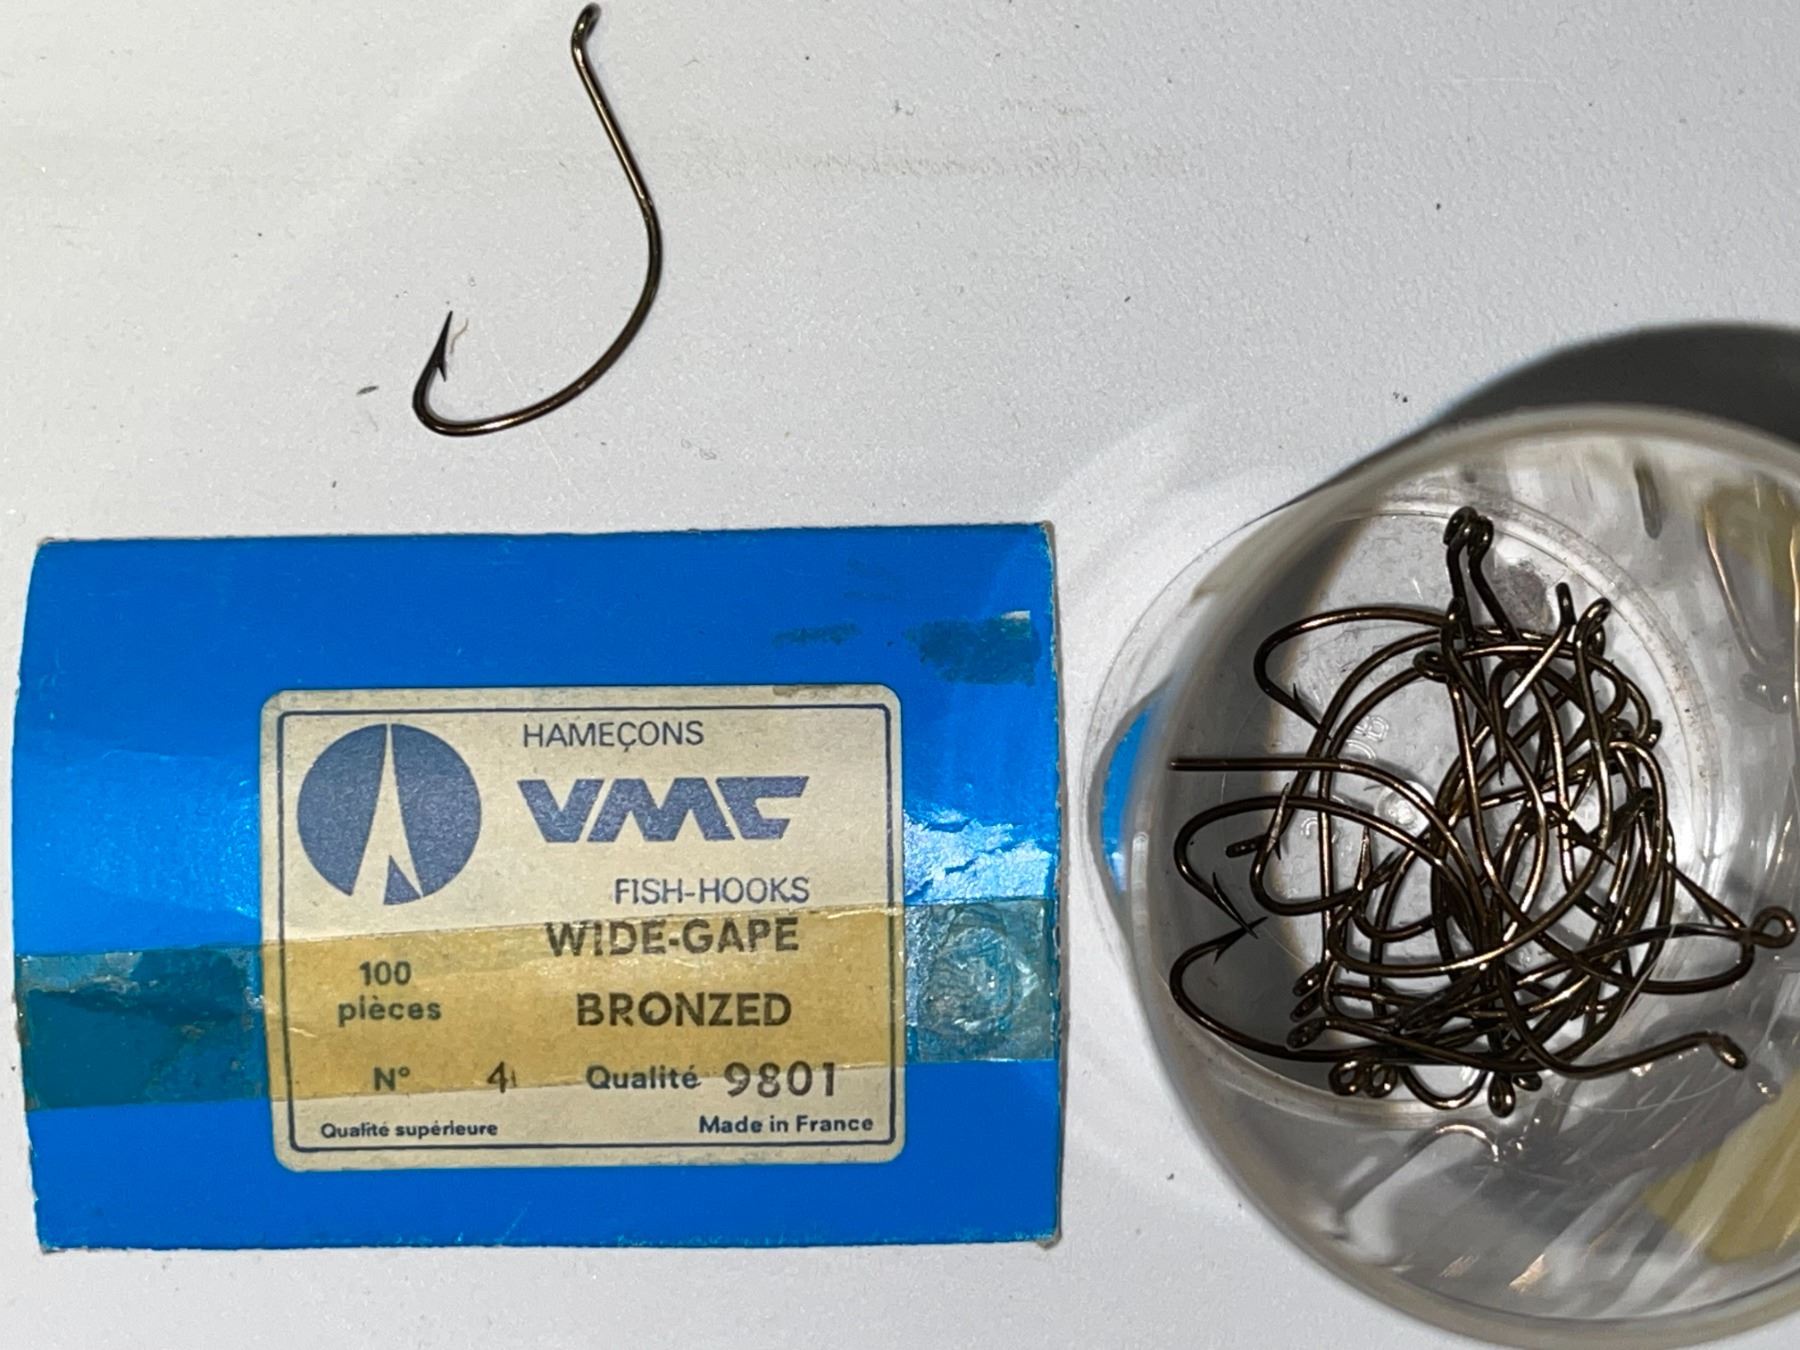 HAMEÇONS
VMC
FISH-HOOKS
WIDE-GAPE
100
pièces
BRONZED
N° 4 Qualité 9801
Qualité supérieure
Made in France